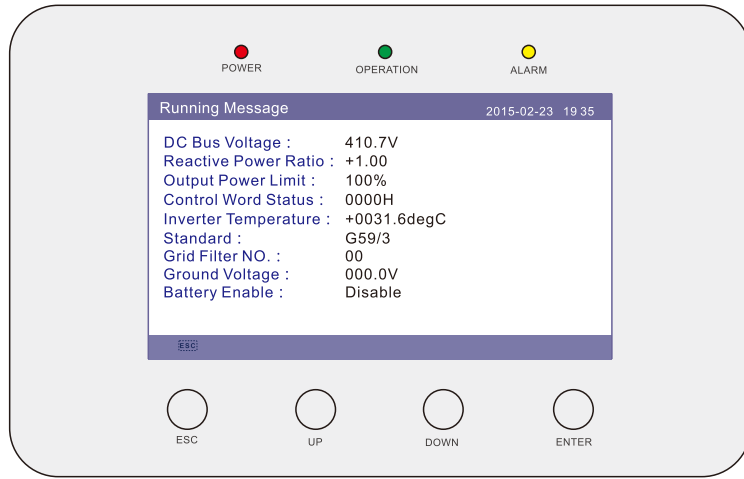 POWER OPERATION ALARM
Running Message 2015-02-23 19 35
DC Bus Voltage : 410.7V
Reactive Power Ratio : +1.00
Output Power Limit : 100%
Control Word Status : 0000H
Inverter Temperature : +0031.6degC
Standard : G59/3
Grid Filter NO. : 00
Ground Voltage : 000.0V
Battery Enable : Disable
ESC
ESC UP DOWN ENTER